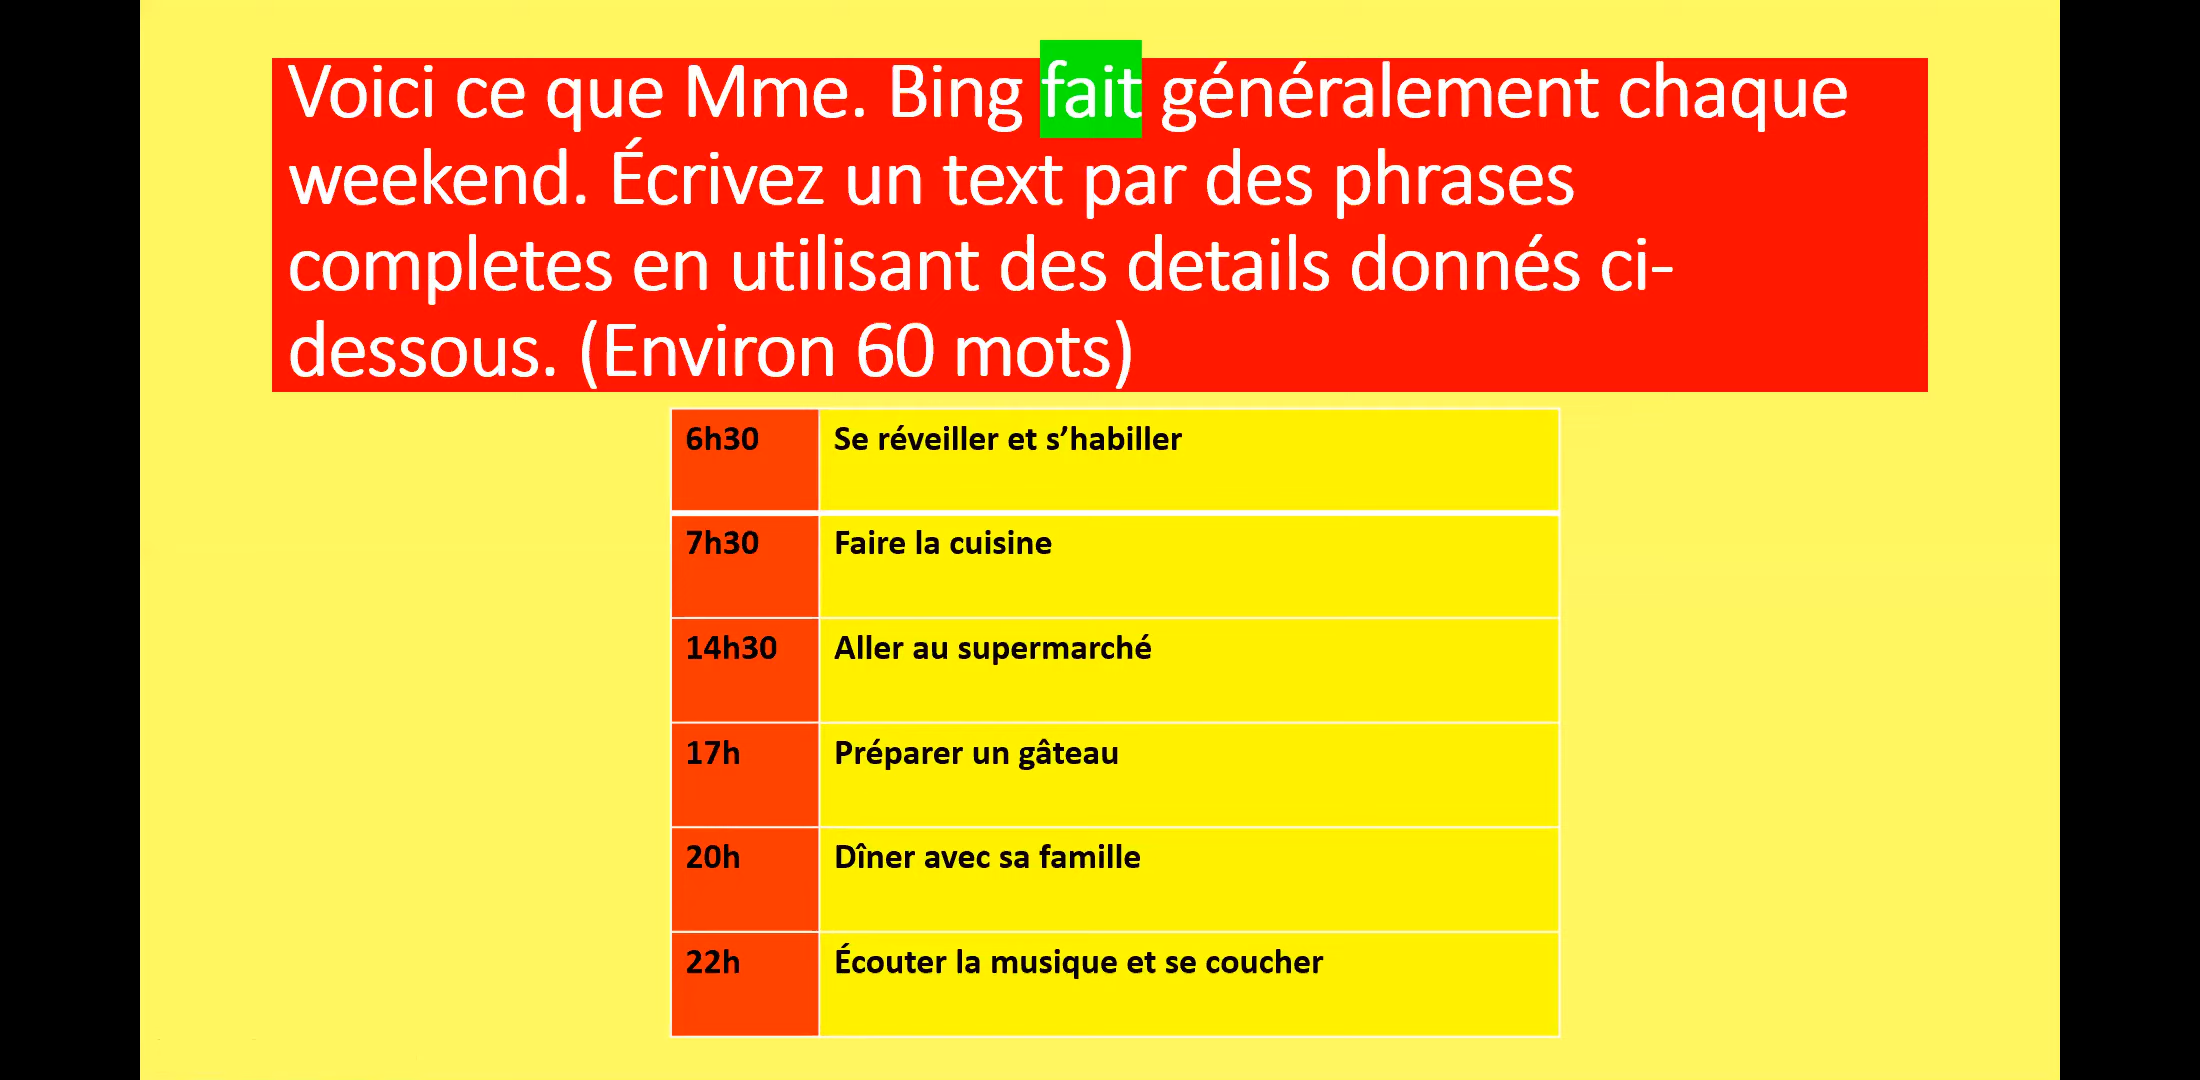 Voici ce que Mme. Bing fait généralement chaque
weekend. Écrivez un text par des phrases
completes en utilisant des details donnés ci-
dessous. (Environ 60 mots)
6h30 Se réveiller et s’habiller
7h30 Faire la cuisine
14h30 Aller au supermarché
17h Préparer un gâteau
20h Dîner avec sa famille
22h Écouter la musique et se coucher